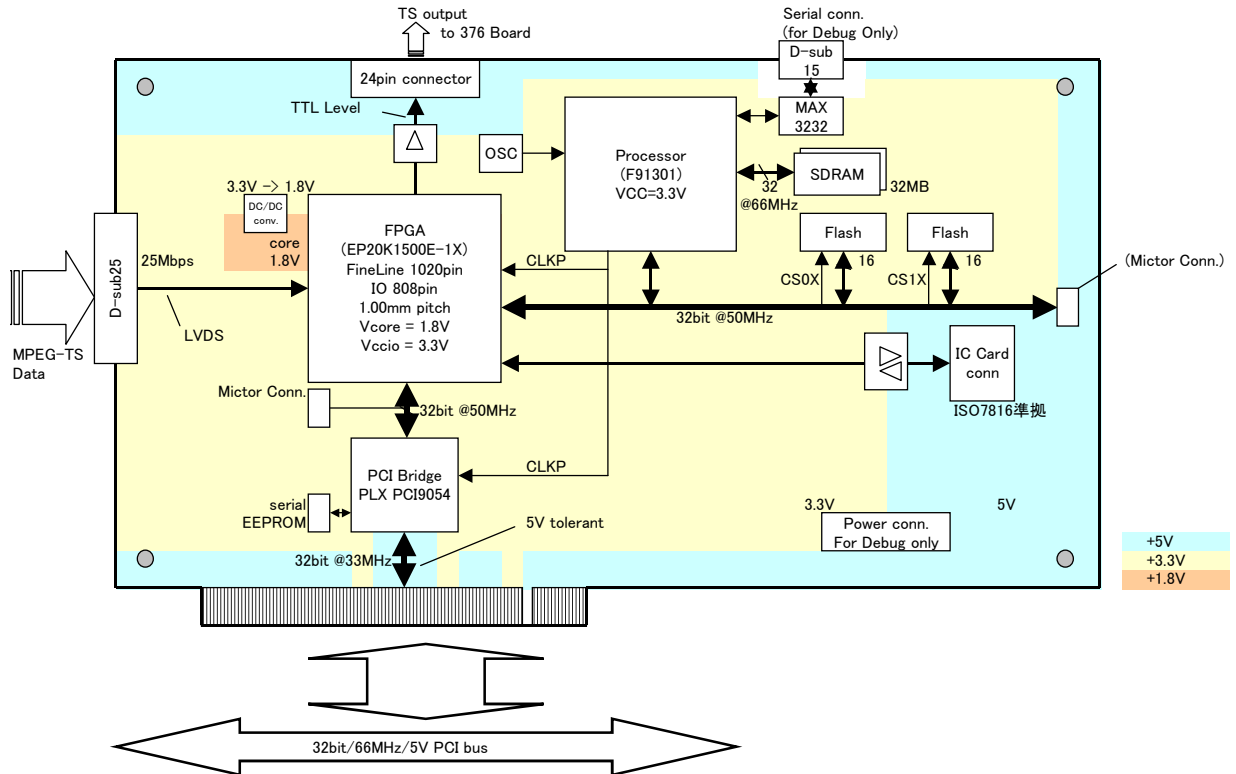 TS output
to 376 Board
Serial conn.
(for Debug Only)
D-sub
15
24pin connector
TTL Level
MAX
3232
OSC
Processor
(F91301)
VCC=3.3V
32
@66MHz
SDRAM
32MB
3.3V -> 1.8V
DC/DC
conv.
core
1.8V
FPGA
(EP20K1500E-1X)
FineLine 1020pin
IO 808pin
1.00mm pitch
Vcore = 1.8V
Vccio = 3.3V
CLKP
Flash
16
CS0X
Flash
16
CS1X
(Mictor Conn.)
D-sub25
25Mbps
LVDS
MPEG-TS
Data
32bit @50MHz
IC Card
conn
ISO7816準拠
Mictor Conn.
32bit @50MHz
PCI Bridge
PLX PCI9054
CLKP
serial
EEPROM
5V tolerant
32bit @33MHz
3.3V
5V
Power conn.
For Debug only
+5V
+3.3V
+1.8V
32bit/66MHz/5V PCI bus